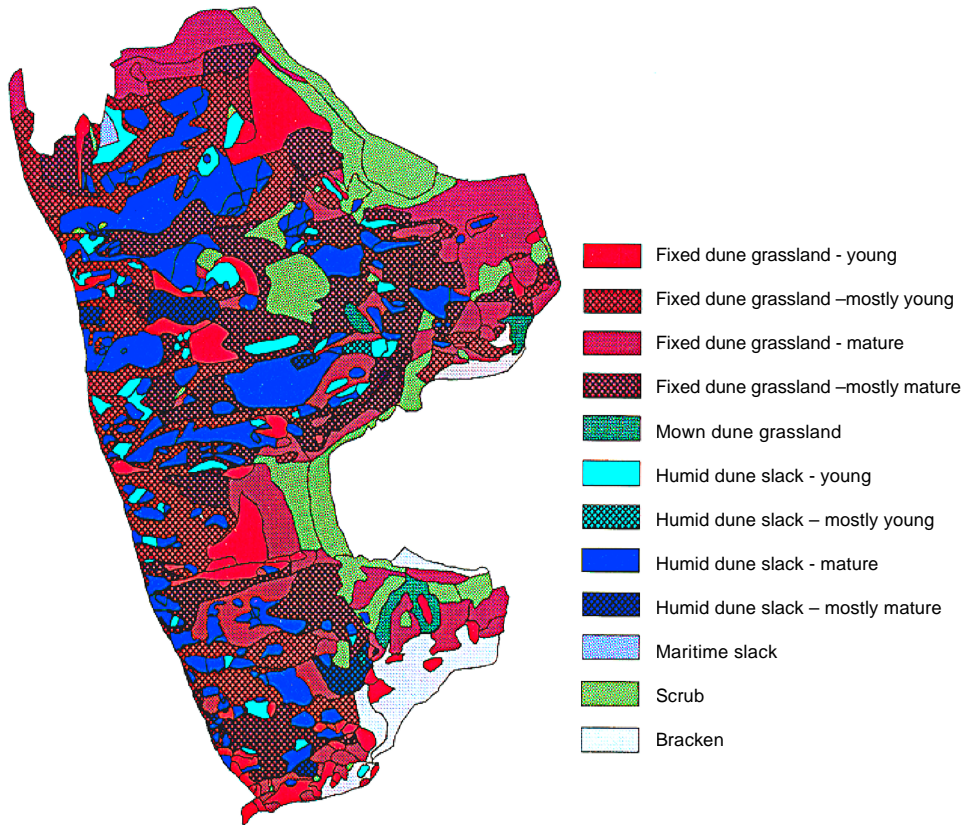 Fixed dune grassland - young
Fixed dune grassland –mostly young
Fixed dune grassland - mature
Fixed dune grassland –mostly mature
Mown dune grassland
Humid dune slack - young
Humid dune slack – mostly young
Humid dune slack - mature
Humid dune slack – mostly mature
Maritime slack
Scrub
Bracken